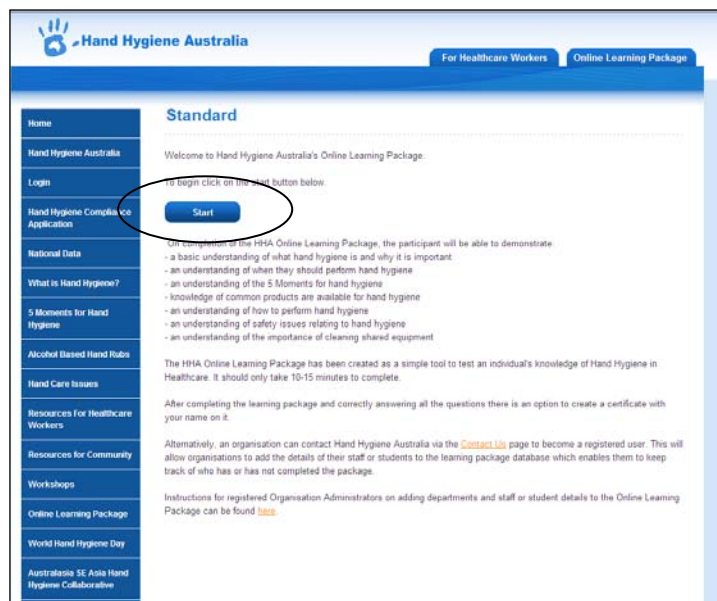 Hand Hygiene Australia
For Healthcare Workers
Online Learning Package
Home
Hand Hygiene Australia
Login
Hand Hygiene Compliance
Application
National Data
What is Hand Hygiene?
5 Moments for Hand
Hygiene
Alcohol Based Hand Rubs
Hand Care Issues
Resources For Healthcare
Workers
Resources for Community
Workshops
Online Learning Package
World Hand Hygiene Day
Australasia SE Asia Hand
Hygiene Collaborative
Standard
Welcome to Hand Hygiene Australia's Online Learning Package.
To begin click on the start button below.
Start
On completion of the HHA Online Learning Package, the participant will be able to demonstrate
- a basic understanding of what hand hygiene is and why it is important
- an understanding of when they should perform hand hygiene
- an understanding of the 5 Moments for hand hygiene
- knowledge of common products are available for hand hygiene
- an understanding of how to perform hand hygiene
- an understanding of safety issues relating to hand hygiene
- an understanding of the importance of cleaning shared equipment
The HHA Online Learning Package has been created as a simple tool to test an individual's knowledge of Hand Hygiene in
Healthcare. It should only take 10-15 minutes to complete.
After completing the learning package and correctly answering all the questions there is an option to create a certificate with
your name on it.
Alternatively, an organisation can contact Hand Hygiene Australia via the Contact Us page to become a registered user. This will
allow organisations to add the details of their staff or students to the learning package database which enables them to keep
track of who has or has not completed the package.
Instructions for registered Organisation Administrators on adding departments and staff or student details to the Online Learning
Package can be found here.